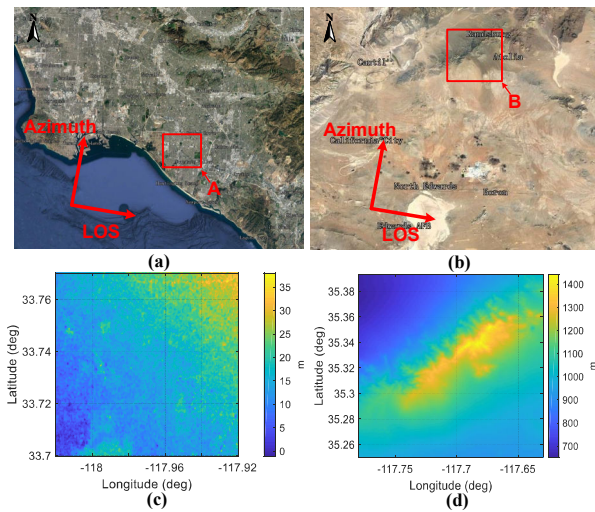 N
Azimuth
LOS
A
(a)
N
Randsburg
Cantil
Atolia
B
Azimuth
California City
North Edwards
Boron
Edwards AFB
LOS
(b)
33.76
33.74
33.72
33.7
Latitude (deg)
-118
-117.96
-117.92
Longitude (deg)
35
30
25
20
15
10
5
0
m
(c)
35.38
35.36
35.34
35.32
35.3
35.28
35.26
Latitude (deg)
-117.75
-117.7
-117.65
Longitude (deg)
1400
1300
1200
1100
1000
900
800
700
m
(d)